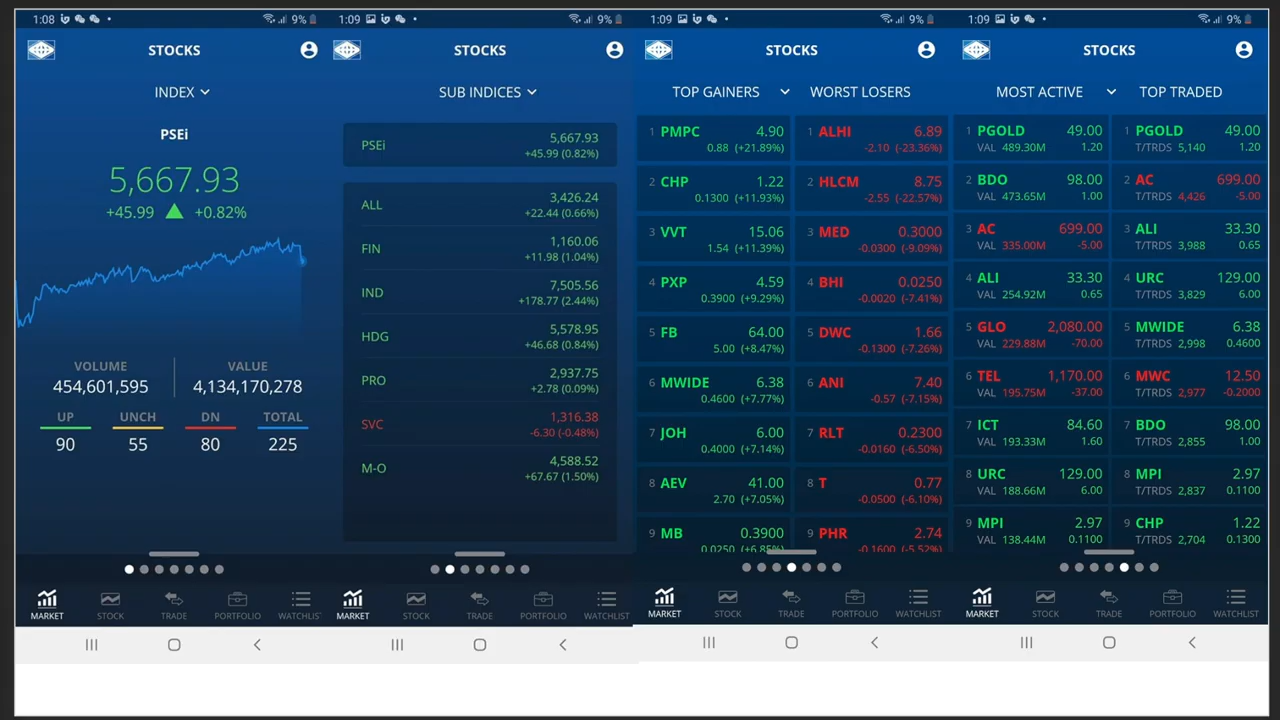 1:08
9%
STOCKS
INDEX
PSEi
5,667.93
+45.99 +0.82%
VOLUME VALUE
454,601,595 4,134,170,278
UP UNCH DN TOTAL
90 55 80 225
MARKET STOCK TRADE PORTFOLIO WATCHLIST
1:09
9%
STOCKS
SUB INDICES
PSEi 5,667.93
+45.99 (0.82%)
ALL 3,426.24
+22.44 (0.66%)
FIN 1,160.06
+11.98 (1.04%)
IND 7,505.56
+178.77 (2.44%)
HDG 5,578.95
+46.68 (0.84%)
PRO 2,937.75
+2.78 (0.09%)
SVC 1,316.38
-6.30 (-0.48%)
M-O 4,588.52
+67.67 (1.50%)
MARKET STOCK TRADE PORTFOLIO WATCHLIST
1:09
9%
STOCKS
TOP GAINERS WORST LOSERS
1 PMPC 4.90
0.88 (+21.89%)
2 CHP 1.22
0.1300 (+11.93%)
3 VVT 15.06
1.54 (+11.39%)
4 PXP 4.59
0.3900 (+9.29%)
5 FB 64.00
5.00 (+8.47%)
6 MWIDE 6.38
0.4600 (+7.77%)
7 JOH 6.00
0.4000 (+7.14%)
8 AEV 41.00
2.70 (+7.05%)
9 MB 0.3900
0.0250 (+6.85%)
1 ALHI 6.89
-2.10 (-23.36%)
2 HLCM 8.75
-2.55 (-22.57%)
3 MED 0.3000
-0.0300 (-9.09%)
4 BHI 0.0250
-0.0020 (-7.41%)
5 DWC 1.66
-0.1300 (-7.26%)
6 ANI 7.40
-0.57 (-7.15%)
7 RLT 0.2300
-0.0160 (-6.50%)
8 T 0.77
-0.0500 (-6.10%)
9 PHR 2.74
-0.1600 (-5.52%)
MARKET STOCK TRADE PORTFOLIO WATCHLIST
1:09
9%
STOCKS
MOST ACTIVE TOP TRADED
1 PGOLD 49.00
VAL 489.30M 1.20
2 BDO 98.00
VAL 473.65M 1.00
3 AC 699.00
VAL 335.00M -5.00
4 ALI 33.30
VAL 254.92M 0.65
5 GLO 2,080.00
VAL 229.88M -70.00
6 TEL 1,170.00
VAL 195.75M -37.00
7 ICT 84.60
VAL 193.33M 1.60
8 URC 129.00
VAL 188.66M 6.00
9 MPI 2.97
VAL 138.44M 0.1100
1 PGOLD 49.00
T/TRDS 5,140 1.20
2 AC 699.00
T/TRDS 4,426 -5.00
3 ALI 33.30
T/TRDS 3,988 0.65
4 URC 129.00
T/TRDS 3,829 6.00
5 MWIDE 6.38
T/TRDS 2,998 0.4600
6 MWC 12.50
T/TRDS 2,977 -0.2000
7 BDO 98.00
T/TRDS 2,855 1.00
8 MPI 2.97
T/TRDS 2,837 0.1100
9 CHP 1.22
T/TRDS 2,704 0.1300
MARKET STOCK TRADE PORTFOLIO WATCHLIST